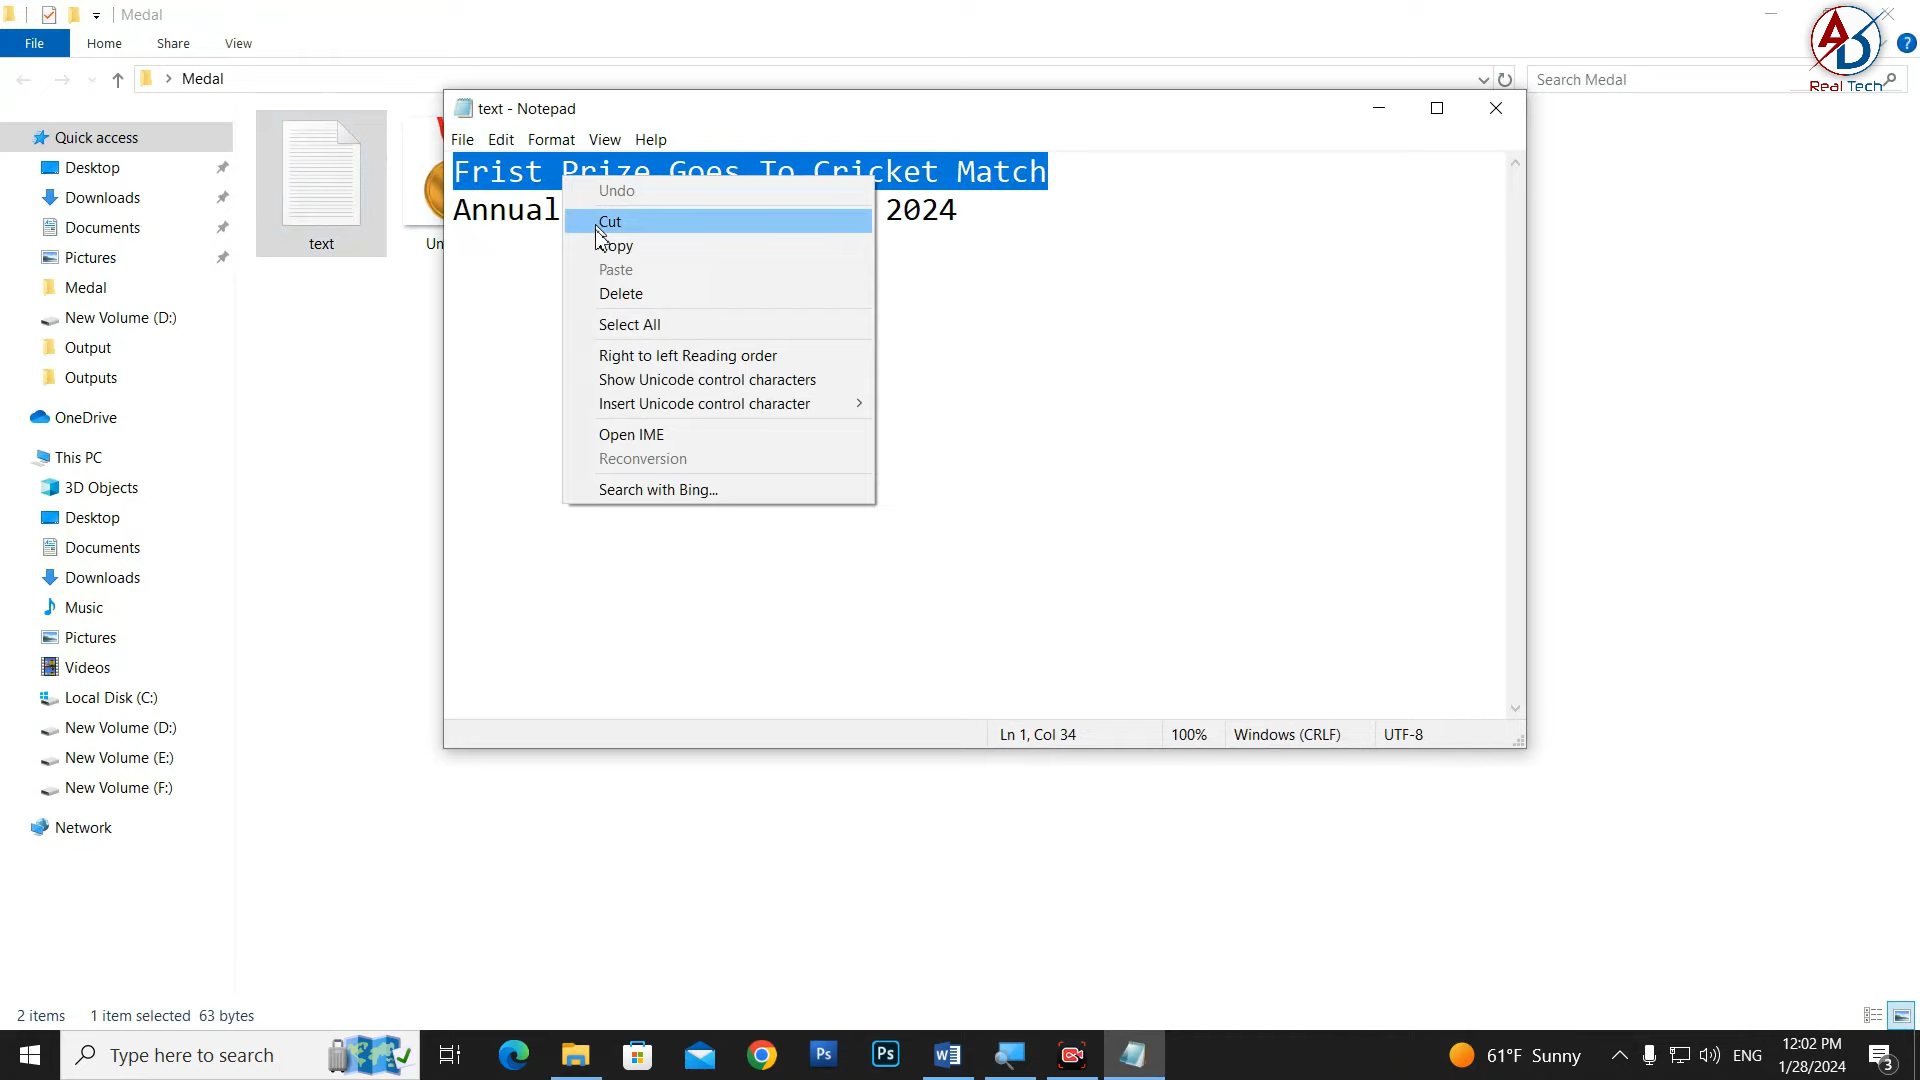 Medal
File
Home
Share
View
Medal
Search Medal
Real Tech
Quick access
Desktop
Downloads
Documents
Pictures
Medal
New Volume (D:)
Output
Outputs
OneDrive
This PC
3D Objects
Desktop
Documents
Downloads
Music
Pictures
Videos
Local Disk (C:)
New Volume (D:)
New Volume (E:)
New Volume (F:)
Network
text
Un
text - Notepad
File Edit Format View Help
Frist Prize Goes To Cricket Match
Annual 2024
Undo
Cut
Copy
Paste
Delete
Select All
Right to left Reading order
Show Unicode control characters
Insert Unicode control character
Open IME
Reconversion
Search with Bing...
Ln 1, Col 34
100%
Windows (CRLF)
UTF-8
2 items
1 item selected 63 bytes
Type here to search
Ps
Ps
61°F Sunny
ENG
12:02 PM
1/28/2024
3